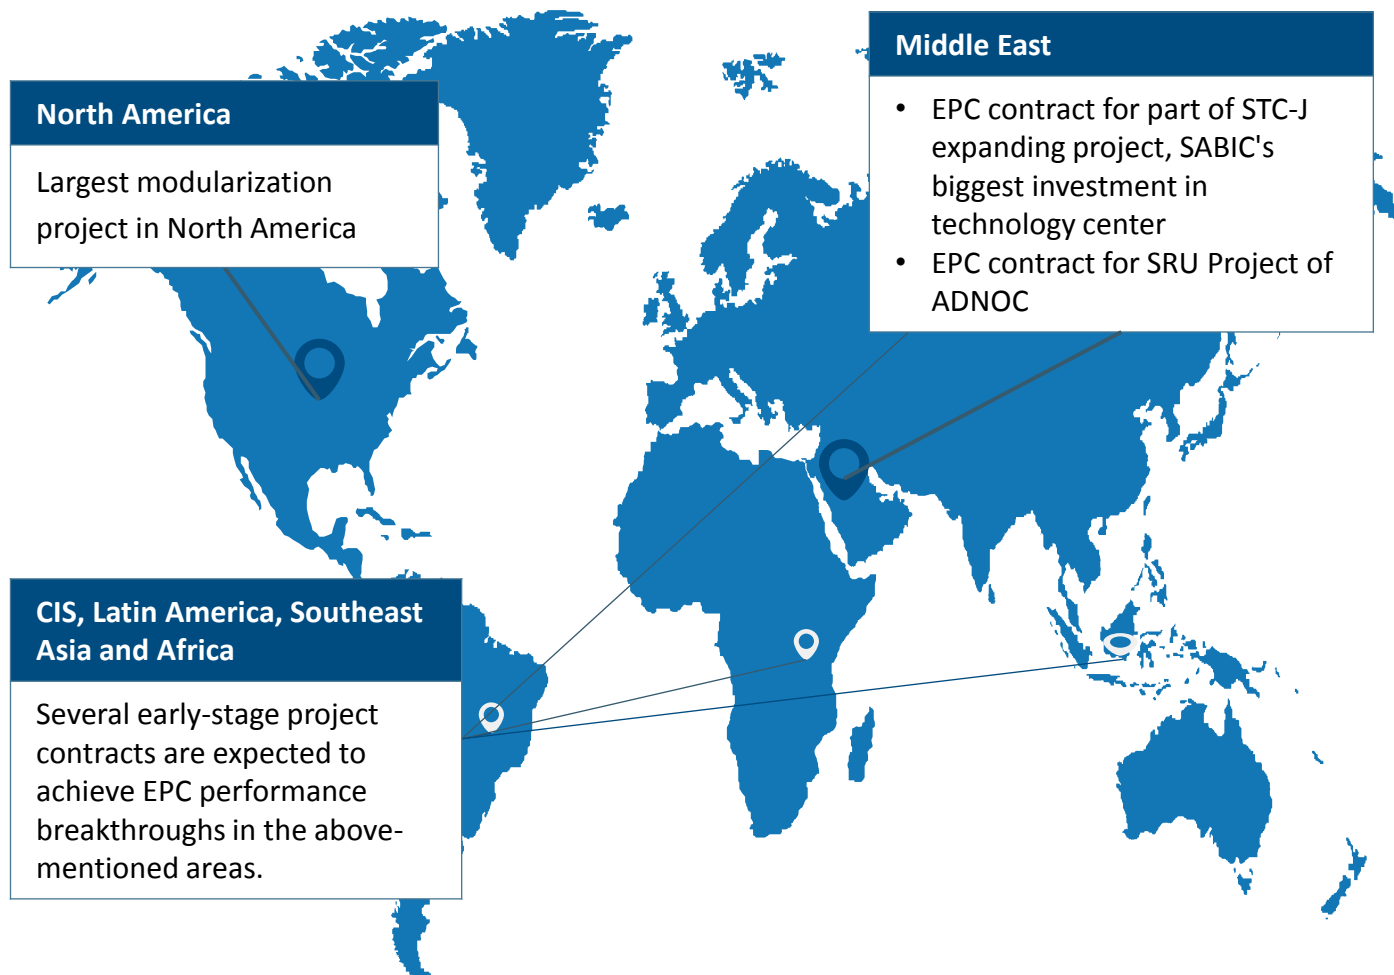 North America
Largest modularization
project in North America
Middle East
• EPC contract for part of STC-J
expanding project, SABIC's
biggest investment in
technology center
• EPC contract for SRU Project of
ADNOC
CIS, Latin America, Southeast
Asia and Africa
Several early-stage project
contracts are expected to
achieve EPC performance
breakthroughs in the above-
mentioned areas.